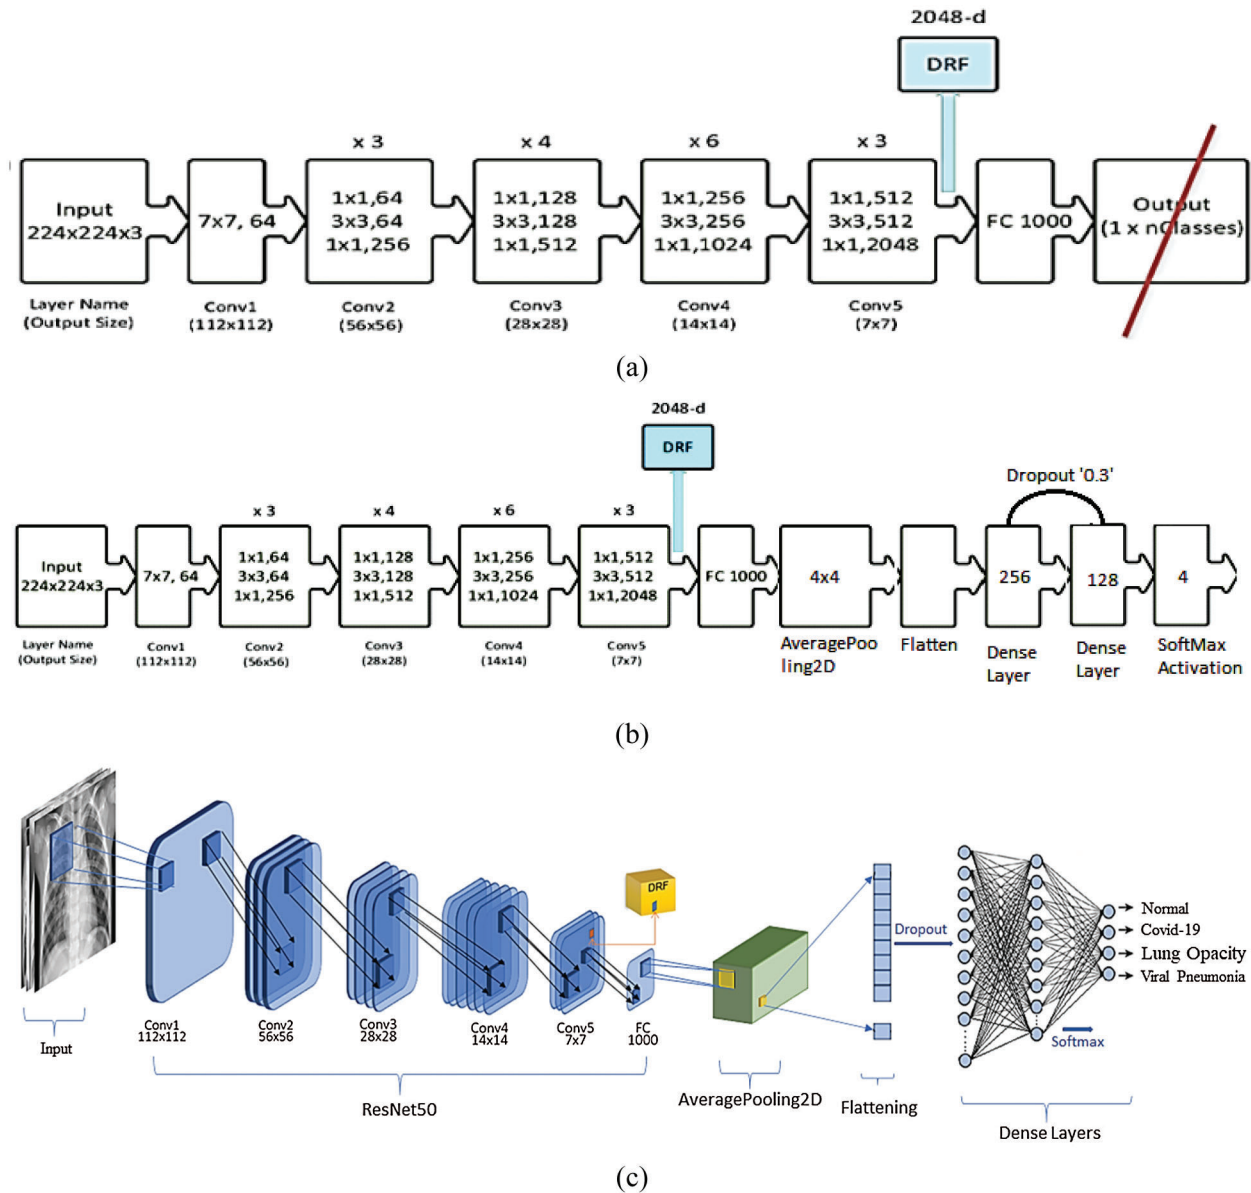 2048-d
DRF
x 3
x 4
x 6
x 3
Input
224x224x3
7x7, 64
1x1,64
3x3,64
1x1,256
1x1,128
3x3,128
1x1,512
1x1,256
3x3,256
1x1,1024
1x1,512
3x3,512
1x1,2048
FC 1000
Output
(1 x nClasses)
Layer Name
(Output Size)
Conv1
(112x112)
Conv2
(56x56)
Conv3
(28x28)
Conv4
(14x14)
Conv5
(7x7)
(a)
2048-d
DRF
Dropout '0.3'
x 3
x 4
x 6
x 3
Input
224x224x3
7x7, 64
1x1,64
3x3,64
1x1,256
1x1,128
3x3,128
1x1,512
1x1,256
3x3,256
1x1,1024
1x1,512
3x3,512
1x1,2048
FC 1000
4x4
256
128
4
Layer Name
(Output Size)
Conv1
(112x112)
Conv2
(56x56)
Conv3
(28x28)
Conv4
(14x14)
Conv5
(7x7)
AveragePoo
ling2D
Flatten
Dense
Layer
Dense
Layer
SoftMax
Activation
(b)
DRF
Dropout
Normal
Covid-19
Lung Opacity
Viral Pneumonia
Softmax
Input
Conv1
112x112
Conv2
56x56
Conv3
28x28
Conv4
14x14
Conv5
7x7
FC
1000
ResNet50
AveragePooling2D
Flattening
Dense Layers
(c)